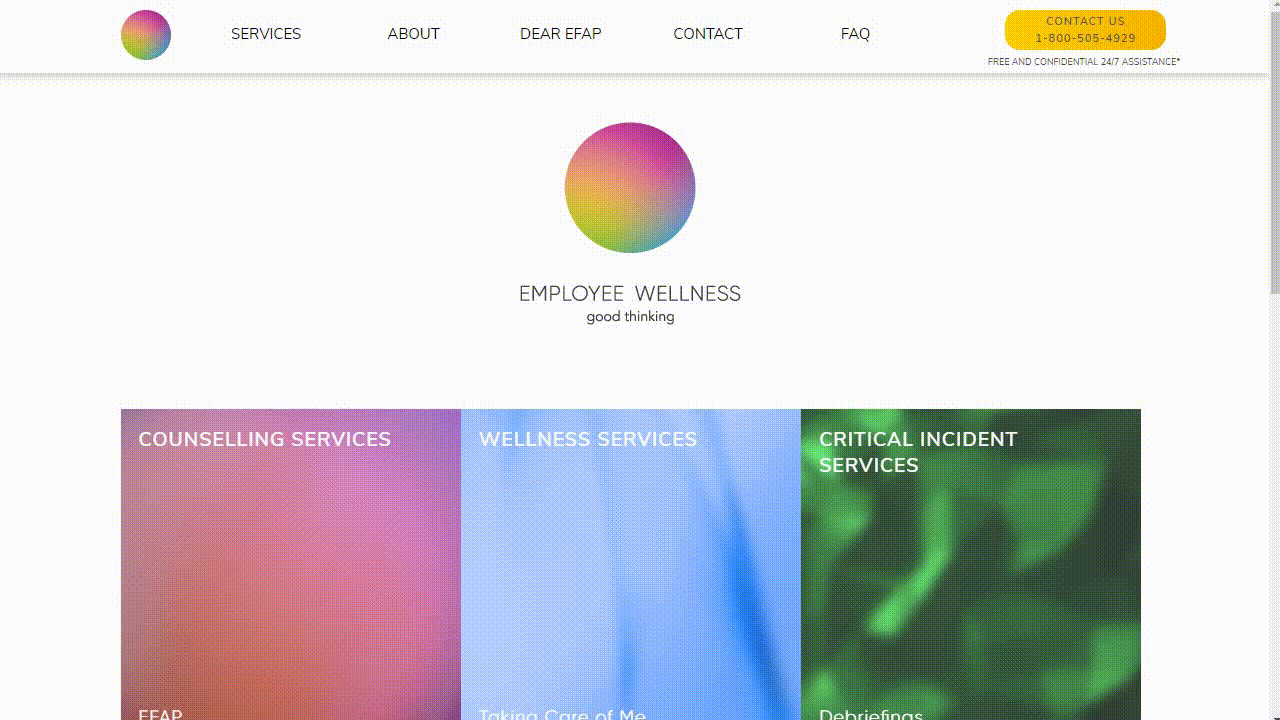 SERVICES
ABOUT
DEAR EFAP
CONTACT
FAQ
CONTACT US
1-800-505-4929
FREE AND CONFIDENTIAL 24/7 ASSISTANCE*
EMPLOYEE WELLNESS
good thinking
COUNSELLING SERVICES
WELLNESS SERVICES
CRITICAL INCIDENT
SERVICES
EFAP
Taking Care of Me
Debriefings